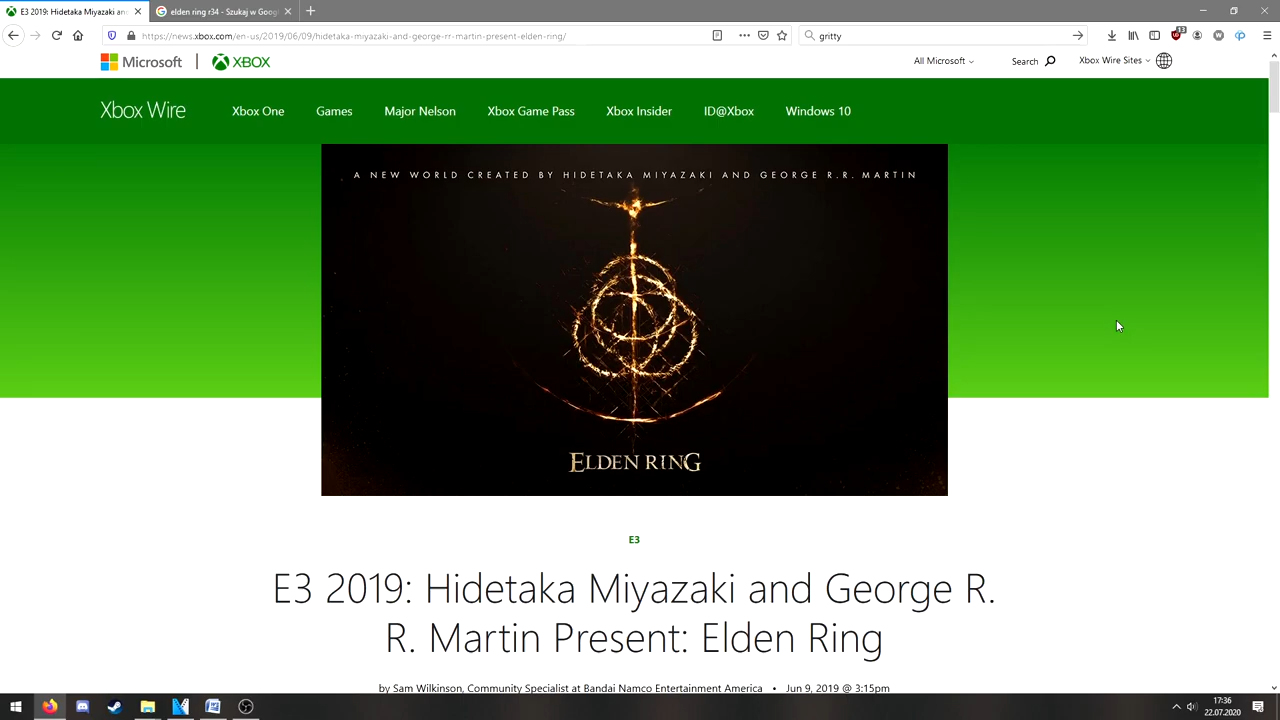 E3 2019: Hidetaka Miyazaki and
elden ring r34 - Szukaj w Goog
https://news.xbox.com/en-us/2019/06/09/hidetaka-miyazaki-and-george-rr-martin-present-elden-ring/
gritty
13
Microsoft
XBOX
All Microsoft
Search
Xbox Wire Sites
Xbox Wire
Xbox One
Games
Major Nelson
Xbox Game Pass
Xbox Insider
ID@Xbox
Windows 10
A NEW WORLD CREATED BY HIDETAKA MIYAZAKI AND GEORGE R.R. MARTIN
ELDEN RING
E3
E3 2019: Hidetaka Miyazaki and George R.
R. Martin Present: Elden Ring
by Sam Wilkinson, Community Specialist at Bandai Namco Entertainment America • Jun 9, 2019 @ 3:15pm
17:36
22.07.2020